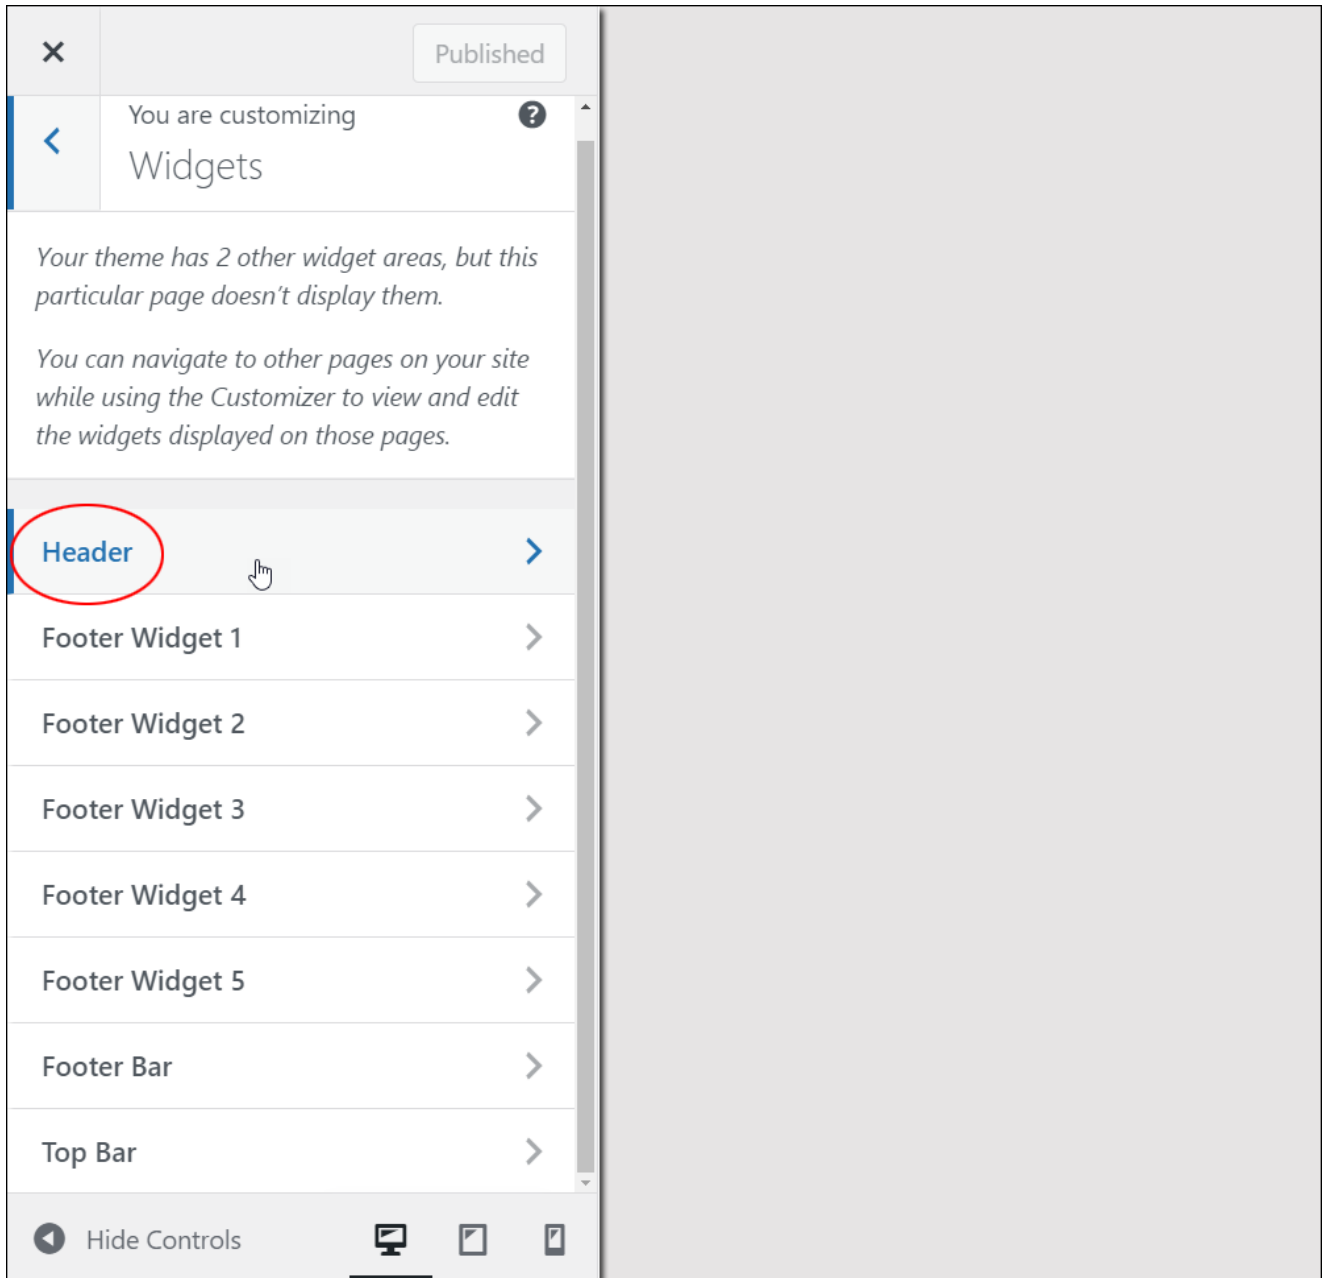 Published
You are customizing
Widgets
Your theme has 2 other widget areas, but this
particular page doesn't display them.
You can navigate to other pages on your site
while using the Customizer to view and edit
the widgets displayed on those pages.
Header
Footer Widget 1
Footer Widget 2
Footer Widget 3
Footer Widget 4
Footer Widget 5
Footer Bar
Top Bar
Hide Controls